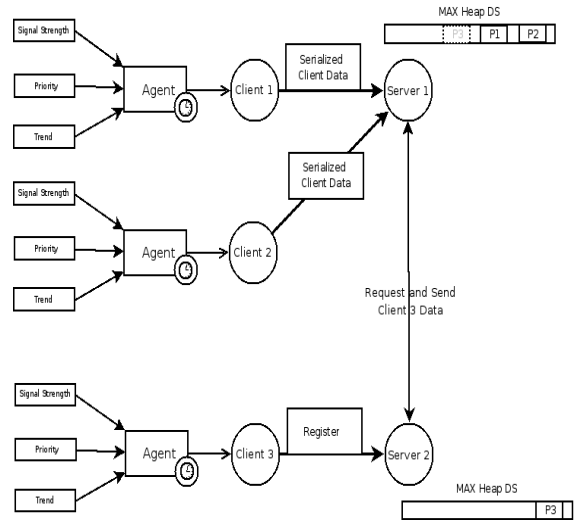 MAX Heap DS
P3 P1 P2
Signal Strength
Priority
Trend
Agent
Client 1
Serialized
Client Data
Server 1
Serialized
Client Data
Signal Strength
Priority
Trend
Agent
Client 2
Request and Send
Client 3 Data
Signal Strength
Priority
Trend
Agent
Client 3
Register
Server 2
MAX Heap DS
P3